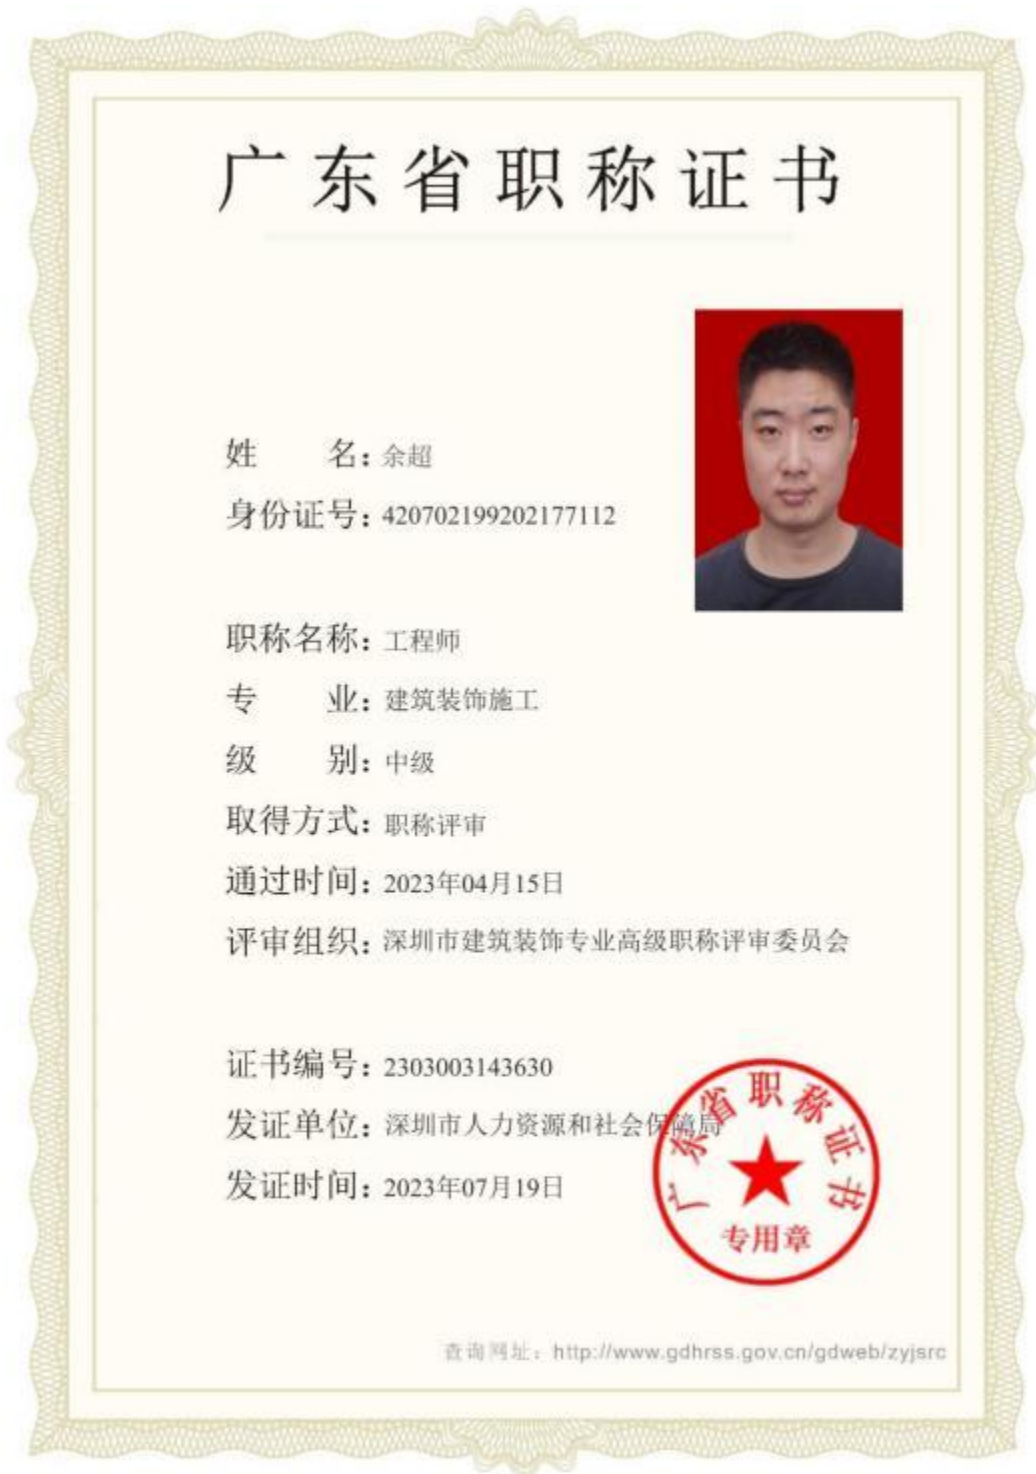 广东省职称证书
姓 名：余超
身份证号：420702199202177112
职称名称：工程师
专 业：建筑装饰施工
级 别：中级
取得方式：职称评审
通过时间：2023年04月15日
评审组织：深圳市建筑装饰专业高级职称评审委员会
证书编号：2303003143630
发证单位：深圳市人力资源和社会保障局
发证时间：2023年07月19日
广东省职称证书
专用章
查询网址：http://www.gdhrss.gov.cn/gdweb/zyjsrc